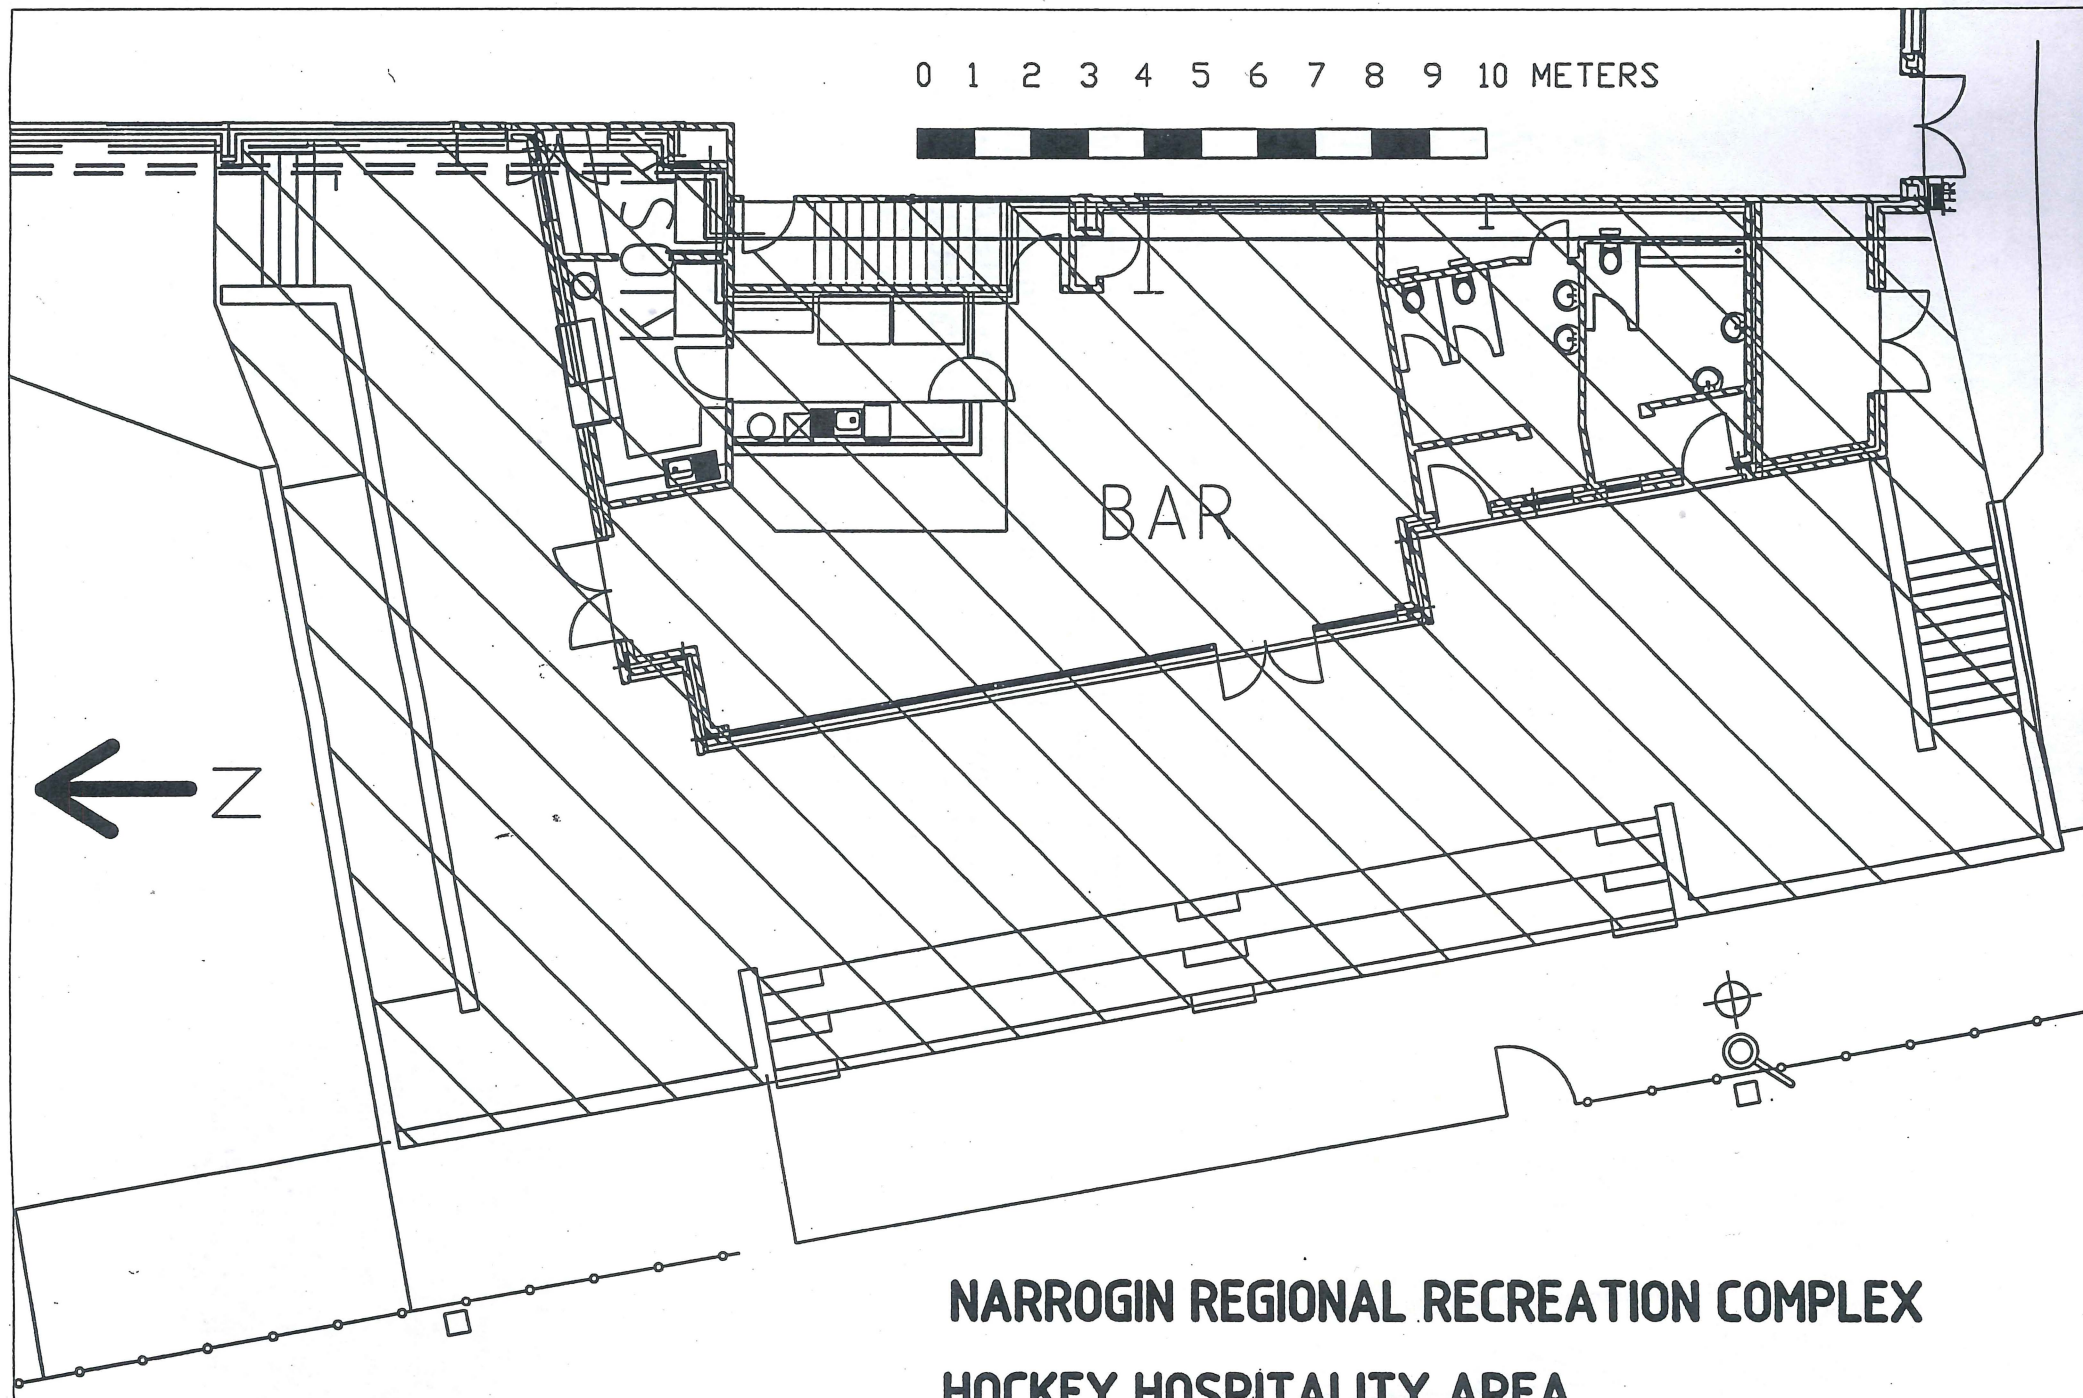 0 1 2 3 4 5 6 7 8 9 10 METERS
FHR
KIOSK
BAR
N
NARROGIN REGIONAL RECREATION COMPLEX
HOCKEY HOSPITALITY AREA